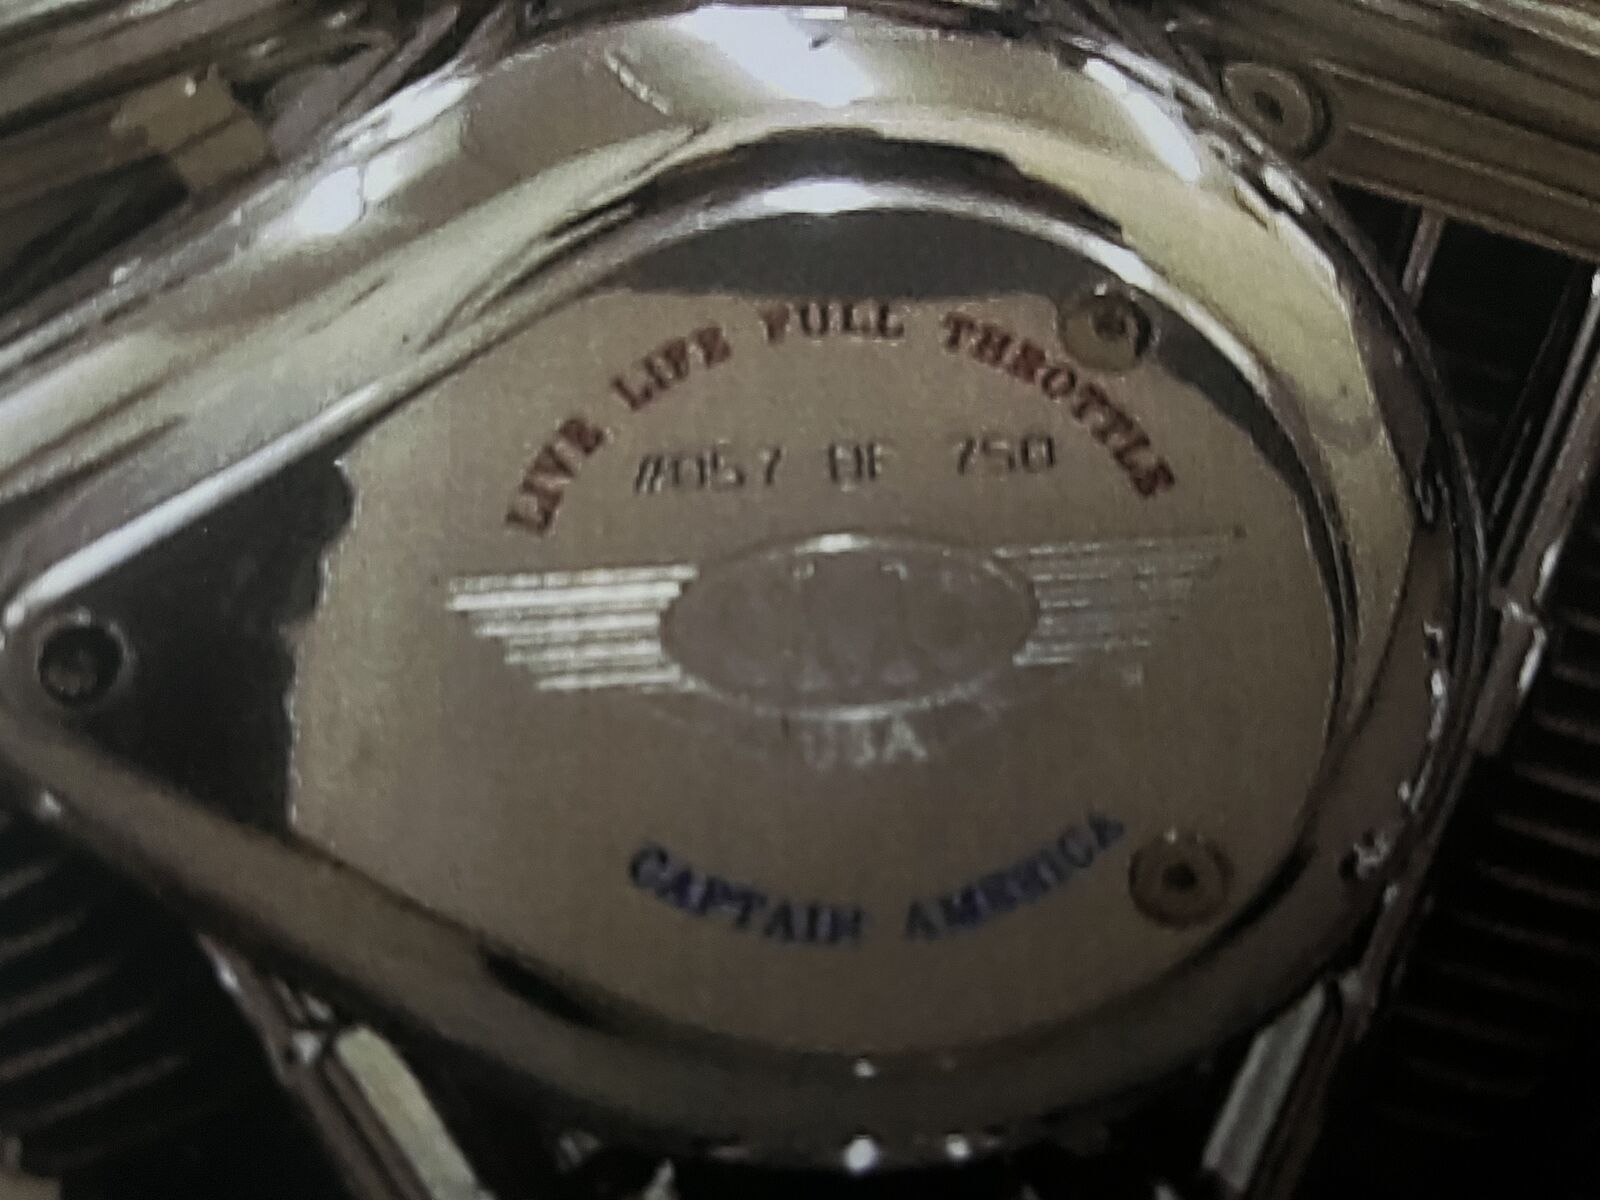 LIVE LIFE FULL THROTTLE
#057 OF 750
USA
CAPTAIN AMERICA